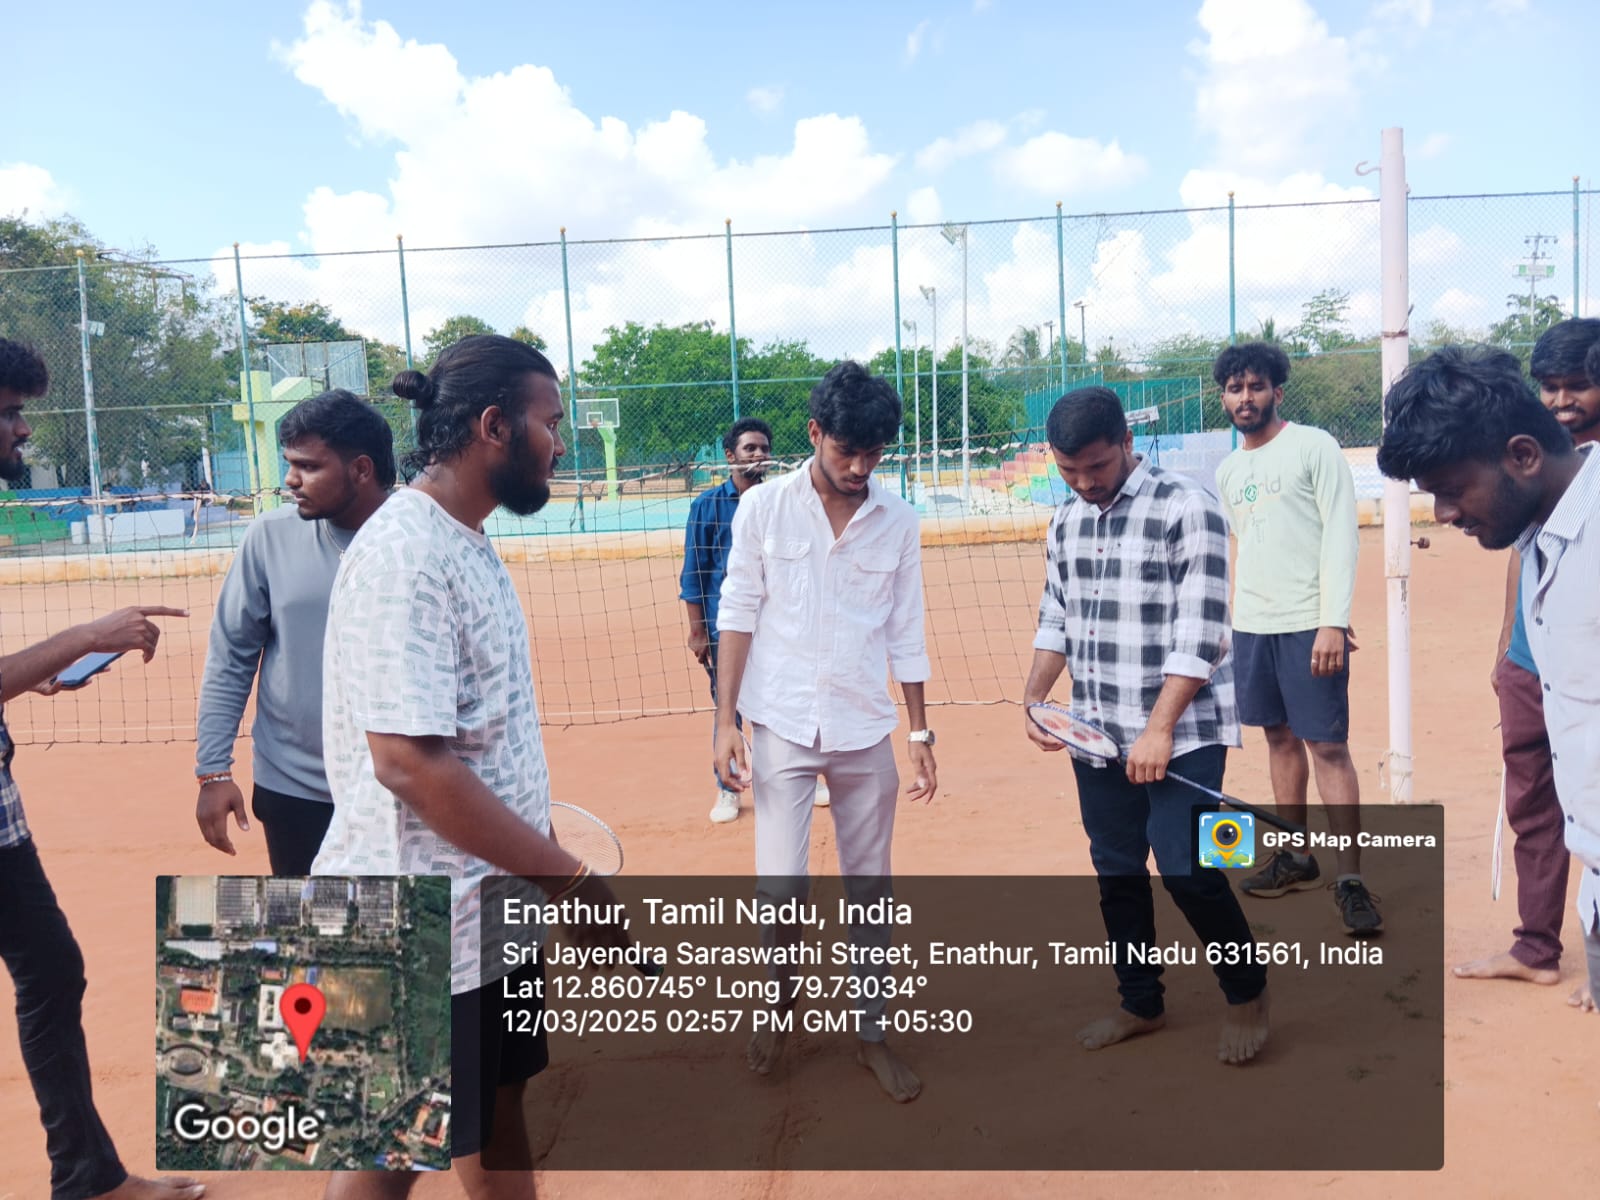 world
GPS Map Camera
Enathur, Tamil Nadu, India
Sri Jayendra Saraswathi Street, Enathur, Tamil Nadu 631561, India
Lat 12.860745° Long 79.73034°
12/03/2025 02:57 PM GMT +05:30
Google